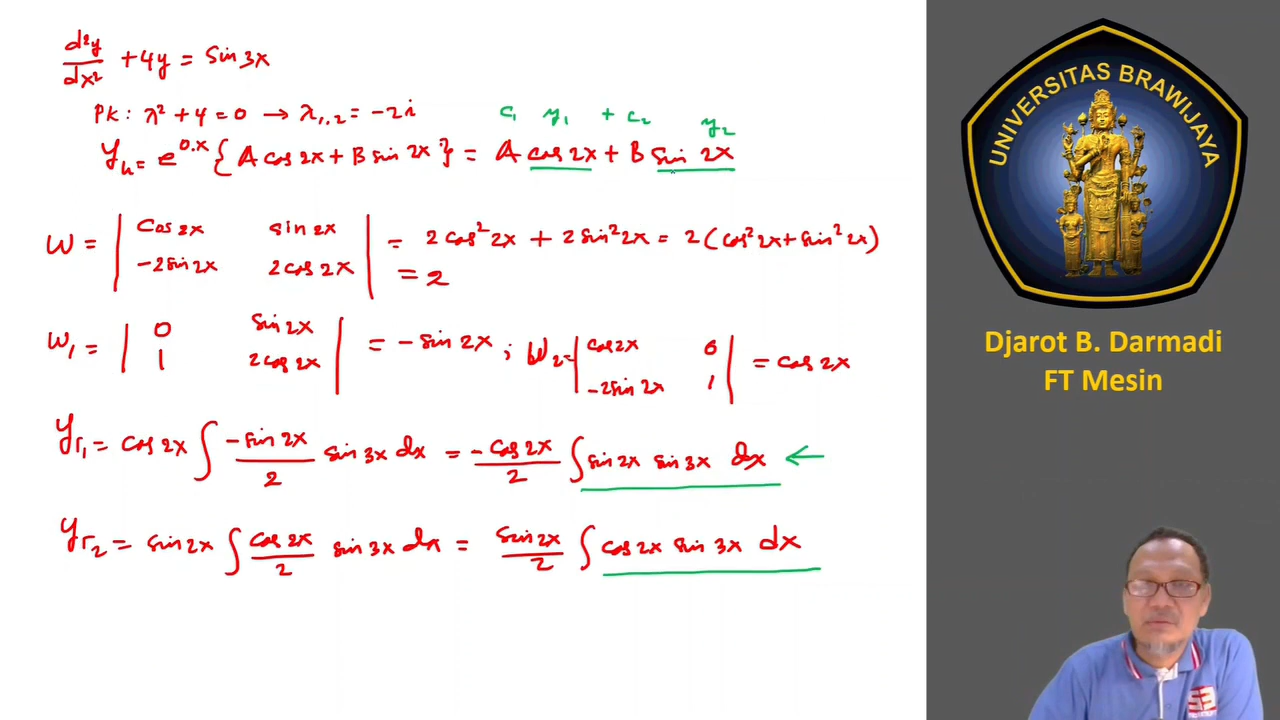 d²y/dx² + 4y = sin 3x
PK: λ² + 4 = 0 → λ₁,₂ = -2i
c₁ y₁ + c₂ y₂
Yh = e^0.x { A cos 2x + B sin 2x } = A cos 2x + B sin 2x
W = | cos 2x sin 2x | = 2 cos² 2x + 2 sin² 2x = 2 (cos² 2x + sin² 2x)
| -2 sin 2x 2 cos 2x | = 2
W₁ = | 0 sin 2x | = - sin 2x ; W₂ = | cos 2x 0 | = cos 2x
| 1 2 cos 2x | | -2 sin 2x 1 |
Yr₁ = cos 2x ∫ -sin 2x/2 sin 3x dx = -cos 2x/2 ∫ sin 2x sin 3x dx ←
Yr₂ = sin 2x ∫ cos 2x/2 sin 3x dx = sin 2x/2 ∫ cos 2x sin 3x dx
UNIVERSITAS BRAWIJAYA
Djarot B. Darmadi
FT Mesin